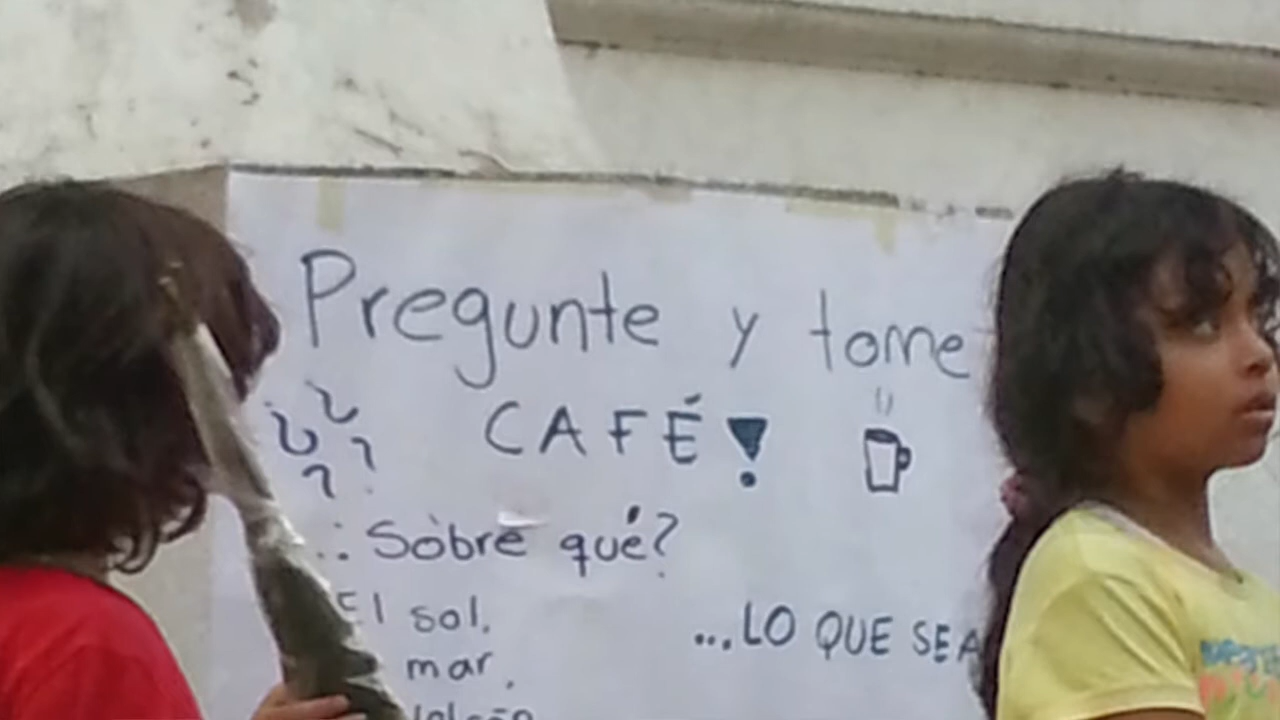 Pregunte y tome
CAFÉ!
¿¿??
Sobre qué?
El sol,
mar,
...LO QUE SEA